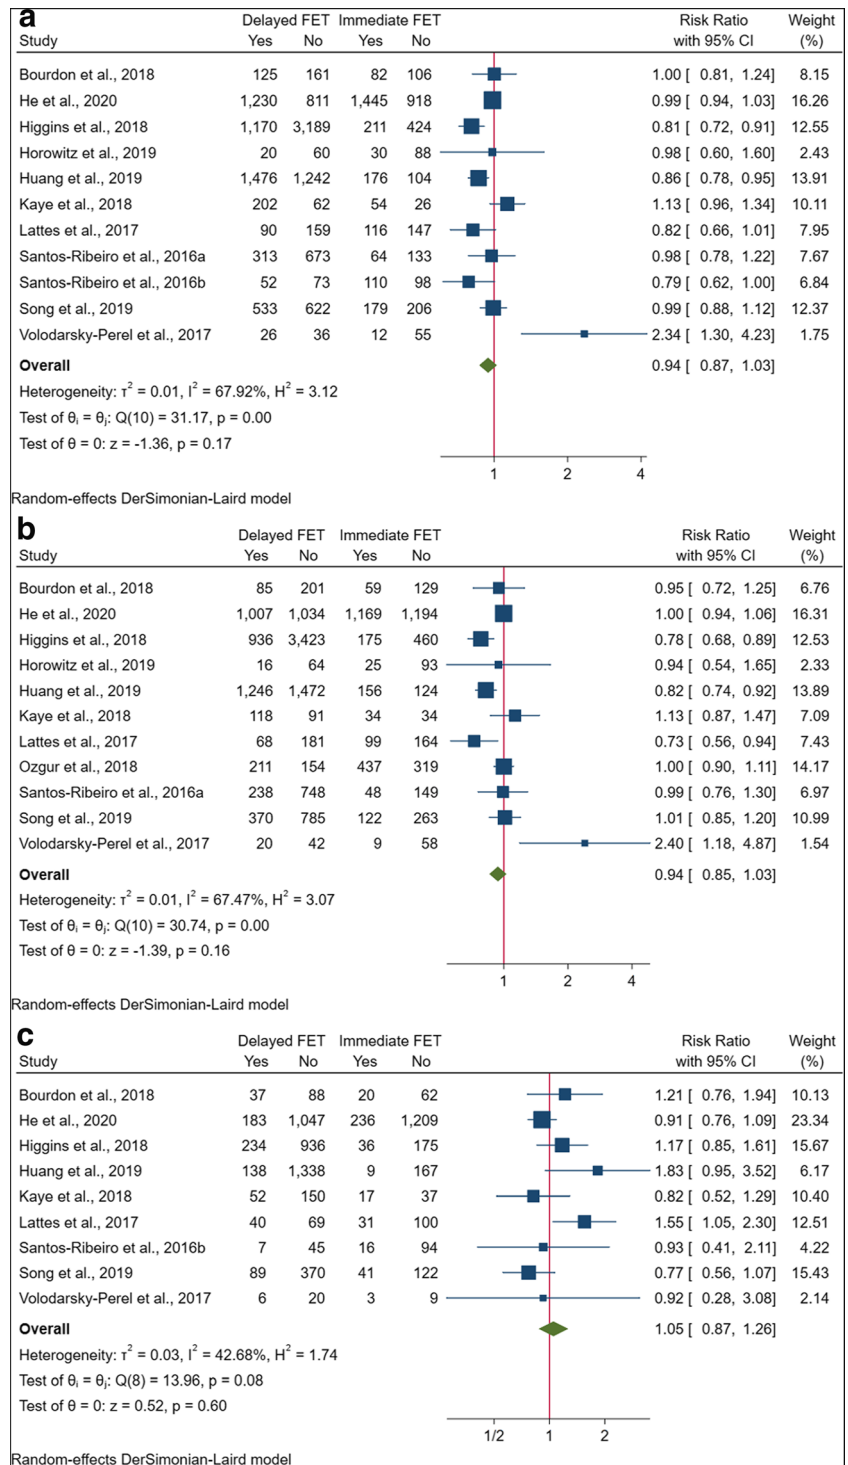 a
Delayed FET Immediate FET Risk Ratio Weight
Study Yes No Yes No with 95% CI (%)
Bourdon et al., 2018 125 161 82 106 1.00 [ 0.81, 1.24] 8.15
He et al., 2020 1,230 811 1,445 918 0.99 [ 0.94, 1.03] 16.26
Higgins et al., 2018 1,170 3,189 211 424 0.81 [ 0.72, 0.91] 12.55
Horowitz et al., 2019 20 60 30 88 0.98 [ 0.60, 1.60] 2.43
Huang et al., 2019 1,476 1,242 176 104 0.86 [ 0.78, 0.95] 13.91
Kaye et al., 2018 202 62 54 26 1.13 [ 0.96, 1.34] 10.11
Lattes et al., 2017 90 159 116 147 0.82 [ 0.66, 1.01] 7.95
Santos-Ribeiro et al., 2016a 313 673 64 133 0.98 [ 0.78, 1.22] 7.67
Santos-Ribeiro et al., 2016b 52 73 110 98 0.79 [ 0.62, 1.00] 6.84
Song et al., 2019 533 622 179 206 0.99 [ 0.88, 1.12] 12.37
Volodarsky-Perel et al., 2017 26 36 12 55 2.34 [ 1.30, 4.23] 1.75
Overall 0.94 [ 0.87, 1.03]
Heterogeneity: τ² = 0.01, I² = 67.92%, H² = 3.12
Test of θᵢ = θⱼ: Q(10) = 31.17, p = 0.00
Test of θ = 0: z = -1.36, p = 0.17
1 2 4
Random-effects DerSimonian-Laird model
b
Delayed FET Immediate FET Risk Ratio Weight
Study Yes No Yes No with 95% CI (%)
Bourdon et al., 2018 85 201 59 129 0.95 [ 0.72, 1.25] 6.76
He et al., 2020 1,007 1,034 1,169 1,194 1.00 [ 0.94, 1.06] 16.31
Higgins et al., 2018 936 3,423 175 460 0.78 [ 0.68, 0.89] 12.53
Horowitz et al., 2019 16 64 25 93 0.94 [ 0.54, 1.65] 2.33
Huang et al., 2019 1,246 1,472 156 124 0.82 [ 0.74, 0.92] 13.89
Kaye et al., 2018 118 91 34 34 1.13 [ 0.87, 1.47] 7.09
Lattes et al., 2017 68 181 99 164 0.73 [ 0.56, 0.94] 7.43
Ozgur et al., 2018 211 154 437 319 1.00 [ 0.90, 1.11] 14.17
Santos-Ribeiro et al., 2016a 238 748 48 149 0.99 [ 0.76, 1.30] 6.97
Song et al., 2019 370 785 122 263 1.01 [ 0.85, 1.20] 10.99
Volodarsky-Perel et al., 2017 20 42 9 58 2.40 [ 1.18, 4.87] 1.54
Overall 0.94 [ 0.85, 1.03]
Heterogeneity: τ² = 0.01, I² = 67.47%, H² = 3.07
Test of θᵢ = θⱼ: Q(10) = 30.74, p = 0.00
Test of θ = 0: z = -1.39, p = 0.16
1 2 4
Random-effects DerSimonian-Laird model
c
Delayed FET Immediate FET Risk Ratio Weight
Study Yes No Yes No with 95% CI (%)
Bourdon et al., 2018 37 88 20 62 1.21 [ 0.76, 1.94] 10.13
He et al., 2020 183 1,047 236 1,209 0.91 [ 0.76, 1.09] 23.34
Higgins et al., 2018 234 936 36 175 1.17 [ 0.85, 1.61] 15.67
Huang et al., 2019 138 1,338 9 167 1.83 [ 0.95, 3.52] 6.17
Kaye et al., 2018 52 150 17 37 0.82 [ 0.52, 1.29] 10.40
Lattes et al., 2017 40 69 31 100 1.55 [ 1.05, 2.30] 12.51
Santos-Ribeiro et al., 2016b 7 45 16 94 0.93 [ 0.41, 2.11] 4.22
Song et al., 2019 89 370 41 122 0.77 [ 0.56, 1.07] 15.43
Volodarsky-Perel et al., 2017 6 20 3 9 0.92 [ 0.28, 3.08] 2.14
Overall 1.05 [ 0.87, 1.26]
Heterogeneity: τ² = 0.03, I² = 42.68%, H² = 1.74
Test of θᵢ = θⱼ: Q(8) = 13.96, p = 0.08
Test of θ = 0: z = 0.52, p = 0.60
1/2 1 2
Random-effects DerSimonian-Laird model